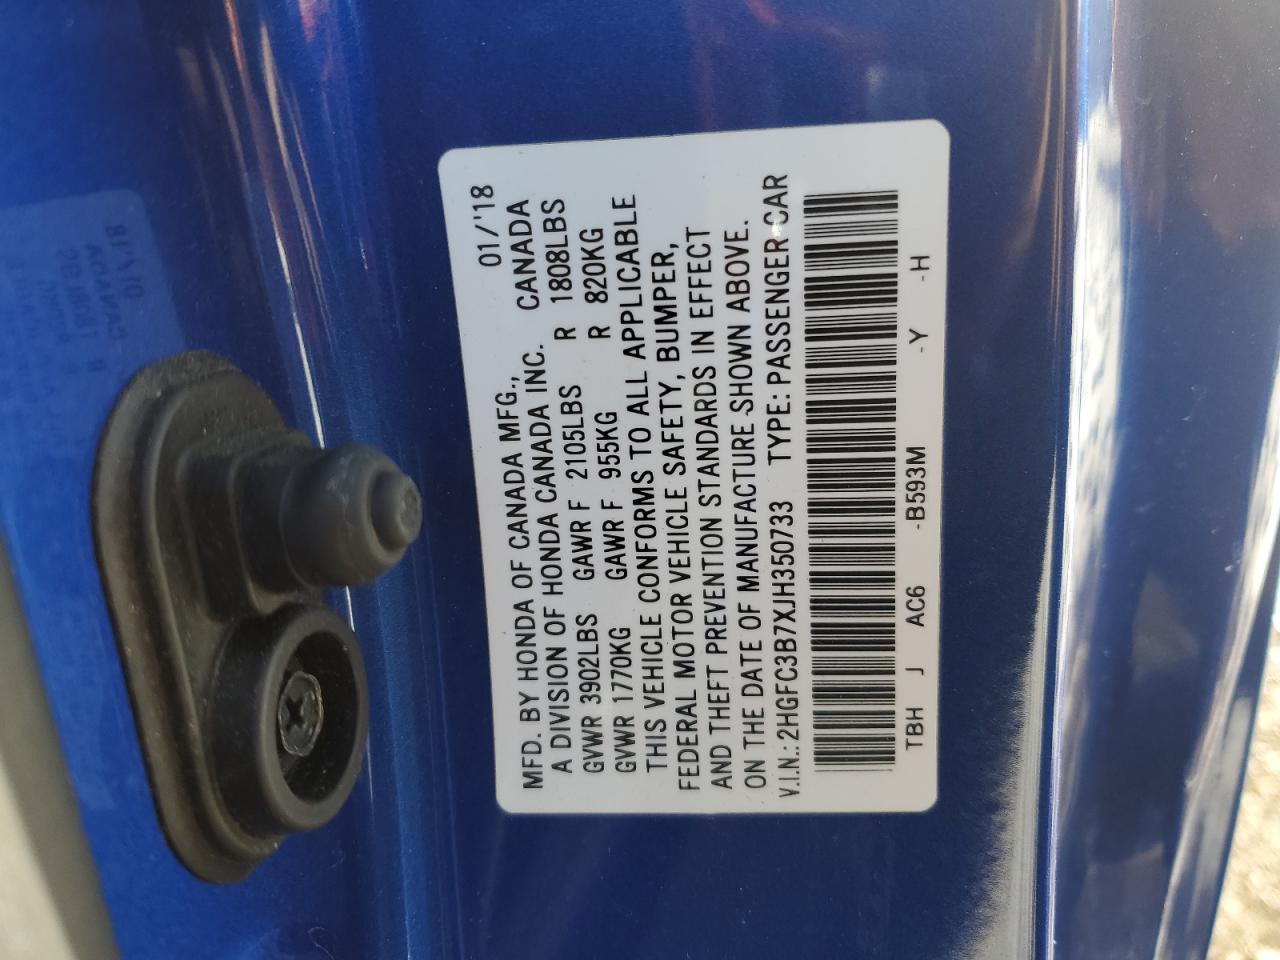 MFD. BY HONDA OF CANADA MFG., 01/'18
A DIVISION OF HONDA CANADA INC. CANADA
GVWR 3902LBS GAWR F 2105LBS R 1808LBS
GVWR 1770KG GAWR F 955KG R 820KG
THIS VEHICLE CONFORMS TO ALL APPLICABLE
FEDERAL MOTOR VEHICLE SAFETY, BUMPER,
AND THEFT PREVENTION STANDARDS IN EFFECT
ON THE DATE OF MANUFACTURE SHOWN ABOVE.
V.I.N.: 2HGFC3B7XJH350733 TYPE: PASSENGER CAR
TBH J AC6 -B593M -Y -H